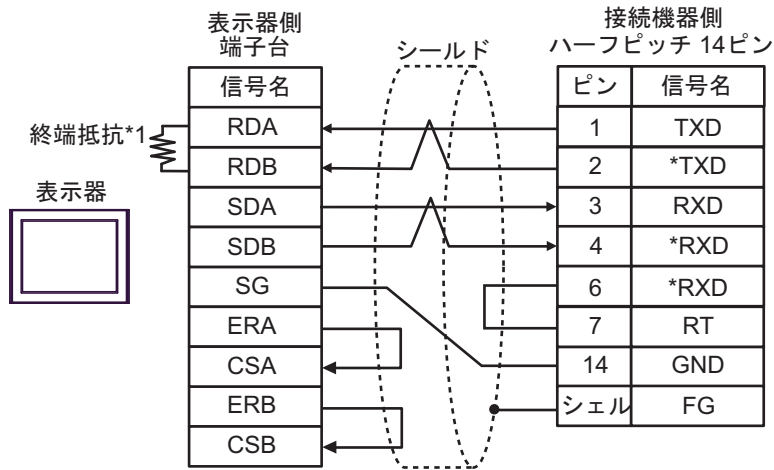 表示器側
端子台
シールド
接続機器側
ハーフピッチ 14ピン
終端抵抗*1
表示器
信号名
RDA
RDB
SDA
SDB
SG
ERA
CSA
ERB
CSB
ピン 信号名
1 TXD
2 *TXD
3 RXD
4 *RXD
6 *RXD
7 RT
14 GND
シェル FG